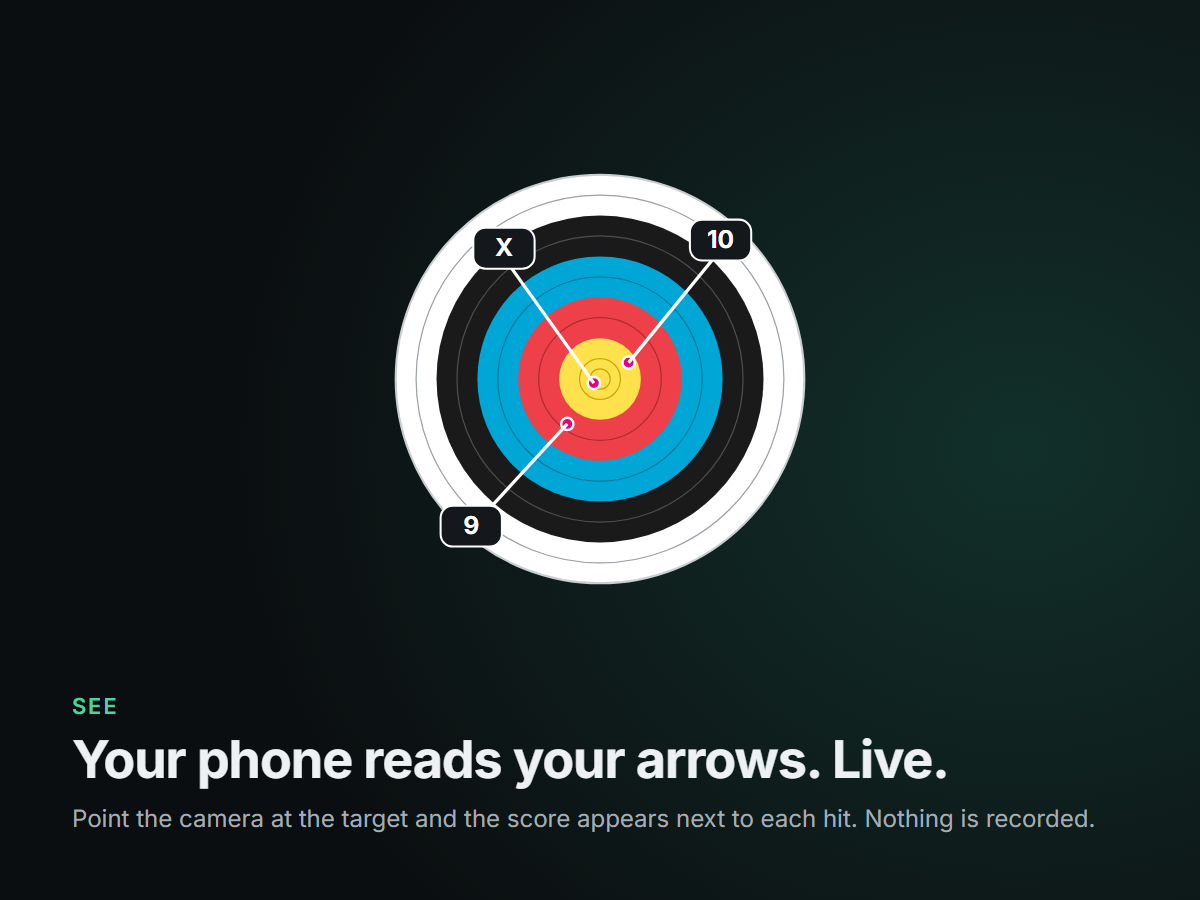 X
10
9
SEE
Your phone reads your arrows. Live.
Point the camera at the target and the score appears next to each hit. Nothing is recorded.